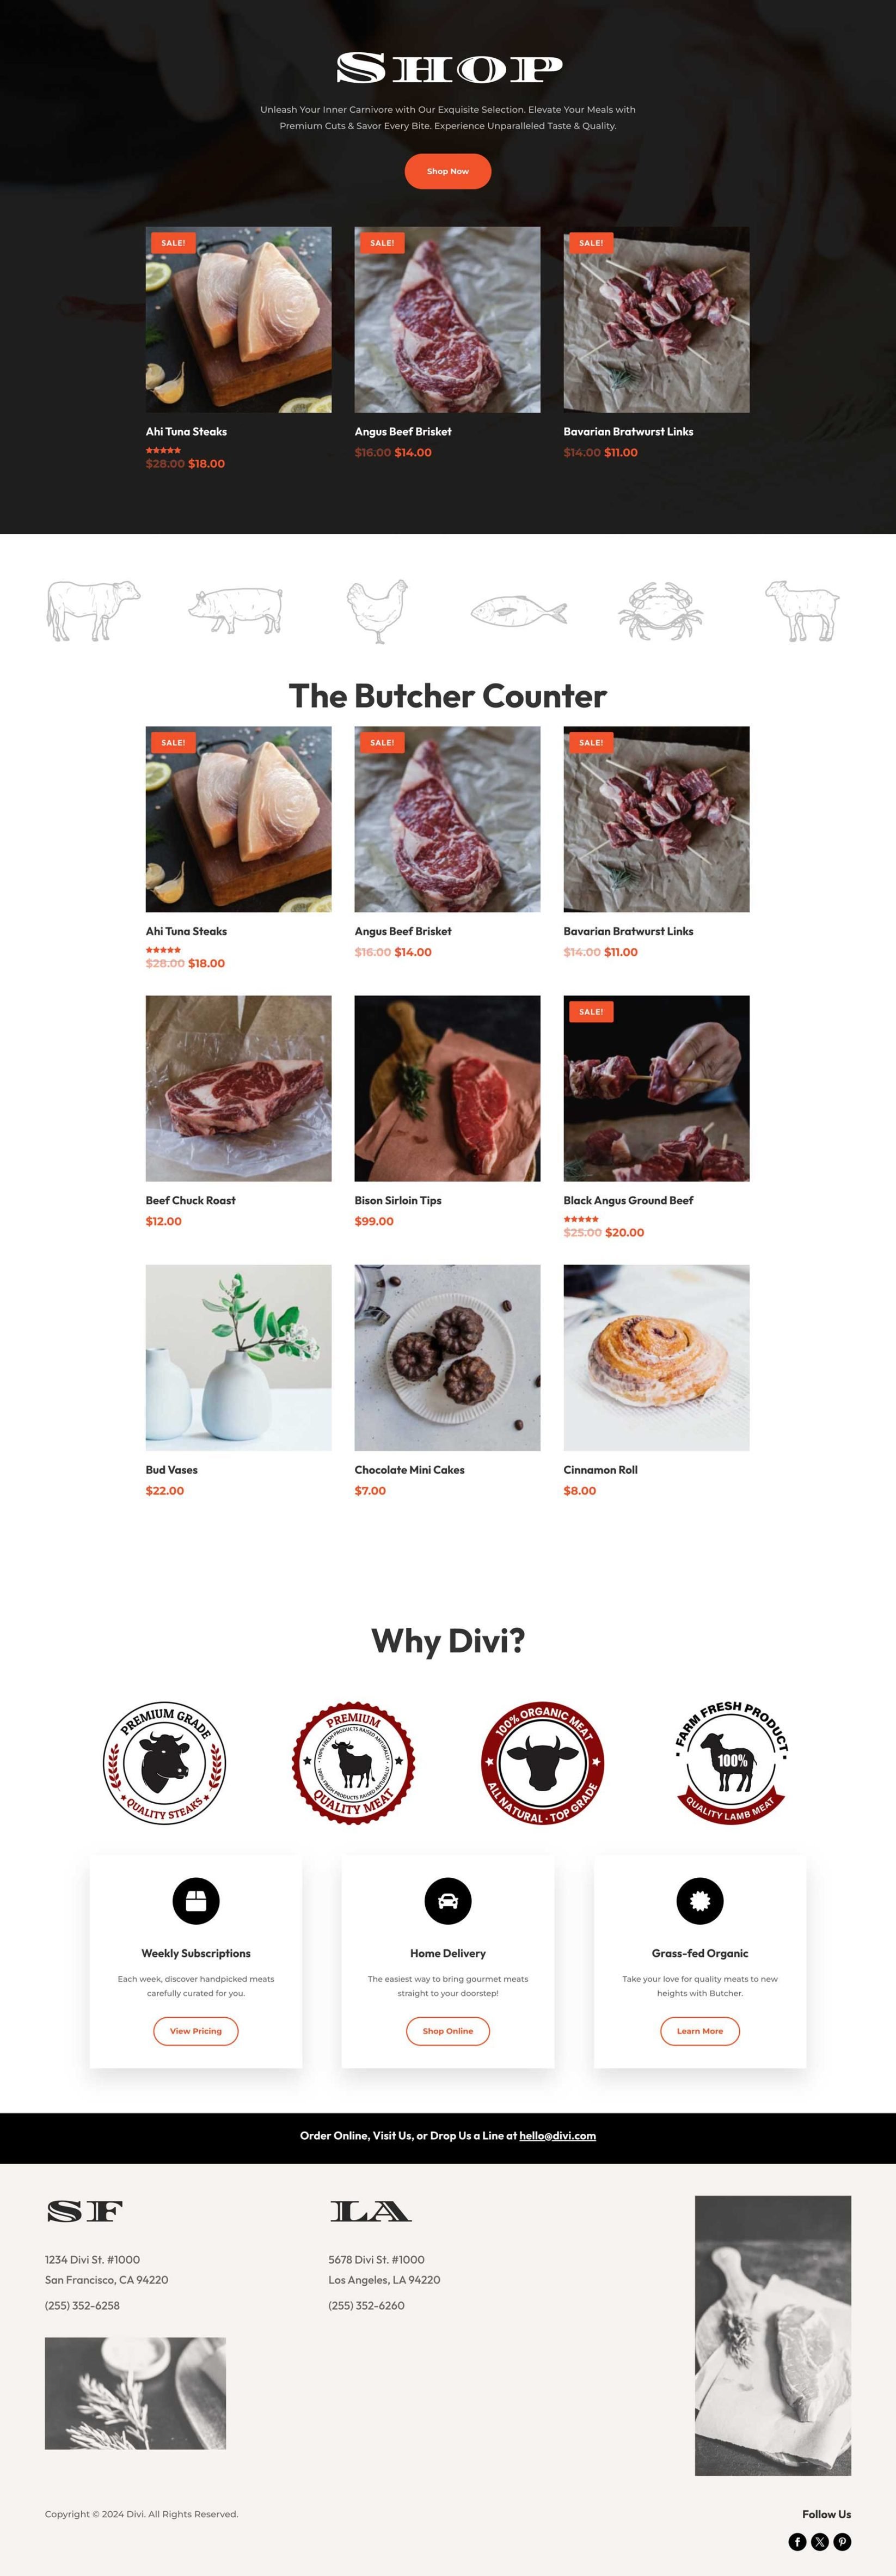 Shop
Unleash Your Inner Carnivore with Our Exquisite Selection. Elevate Your Meals with
Premium Cuts & Savor Every Bite. Experience Unparalleled Taste & Quality.
Shop Now
SALE!
SALE!
SALE!
Ahi Tuna Steaks
$28.00 $18.00
Angus Beef Brisket
$16.00 $14.00
Bavarian Bratwurst Links
$14.00 $11.00
The Butcher Counter
SALE!
SALE!
SALE!
Ahi Tuna Steaks
$28.00 $18.00
Angus Beef Brisket
$16.00 $14.00
Bavarian Bratwurst Links
$14.00 $11.00
SALE!
Beef Chuck Roast
$12.00
Bison Sirloin Tips
$99.00
Black Angus Ground Beef
$25.00 $20.00
Bud Vases
$22.00
Chocolate Mini Cakes
$7.00
Cinnamon Roll
$8.00
Why Divi?
PREMIUM GRADE
QUALITY STEAKS
PREMIUM
100% FRESH PRODUCTS RAISED NATURALLY
100% FRESH PRODUCTS RAISED NATURALLY
QUALITY MEAT
100% ORGANIC MEAT
ALL NATURAL · TOP GRADE
FARM FRESH PRODUCT
100%
QUALITY LAMB MEAT
Weekly Subscriptions
Each week, discover handpicked meats
carefully curated for you.
View Pricing
Home Delivery
The easiest way to bring gourmet meats
straight to your doorstep!
Shop Online
Grass-fed Organic
Take your love for quality meats to new
heights with Butcher.
Learn More
Order Online, Visit Us, or Drop Us a Line at hello@divi.com
SF
1234 Divi St. #1000
San Francisco, CA 94220
(255) 352-6258
LA
5678 Divi St. #1000
Los Angeles, LA 94220
(255) 352-6260
Copyright © 2024 Divi. All Rights Reserved.
Follow Us